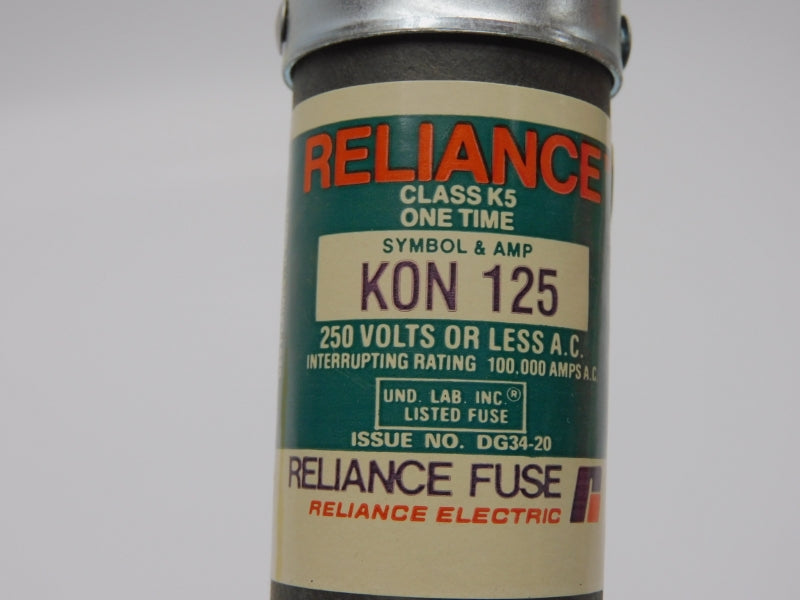 RELIANCE
CLASS K5
ONE TIME
SYMBOL & AMP
KON 125
250 VOLTS OR LESS A.C.
INTERRUPTING RATING 100,000 AMPS A.C.
UND. LAB. INC.®
LISTED FUSE
ISSUE NO. DG34-20
RELIANCE FUSE
RELIANCE ELECTRIC